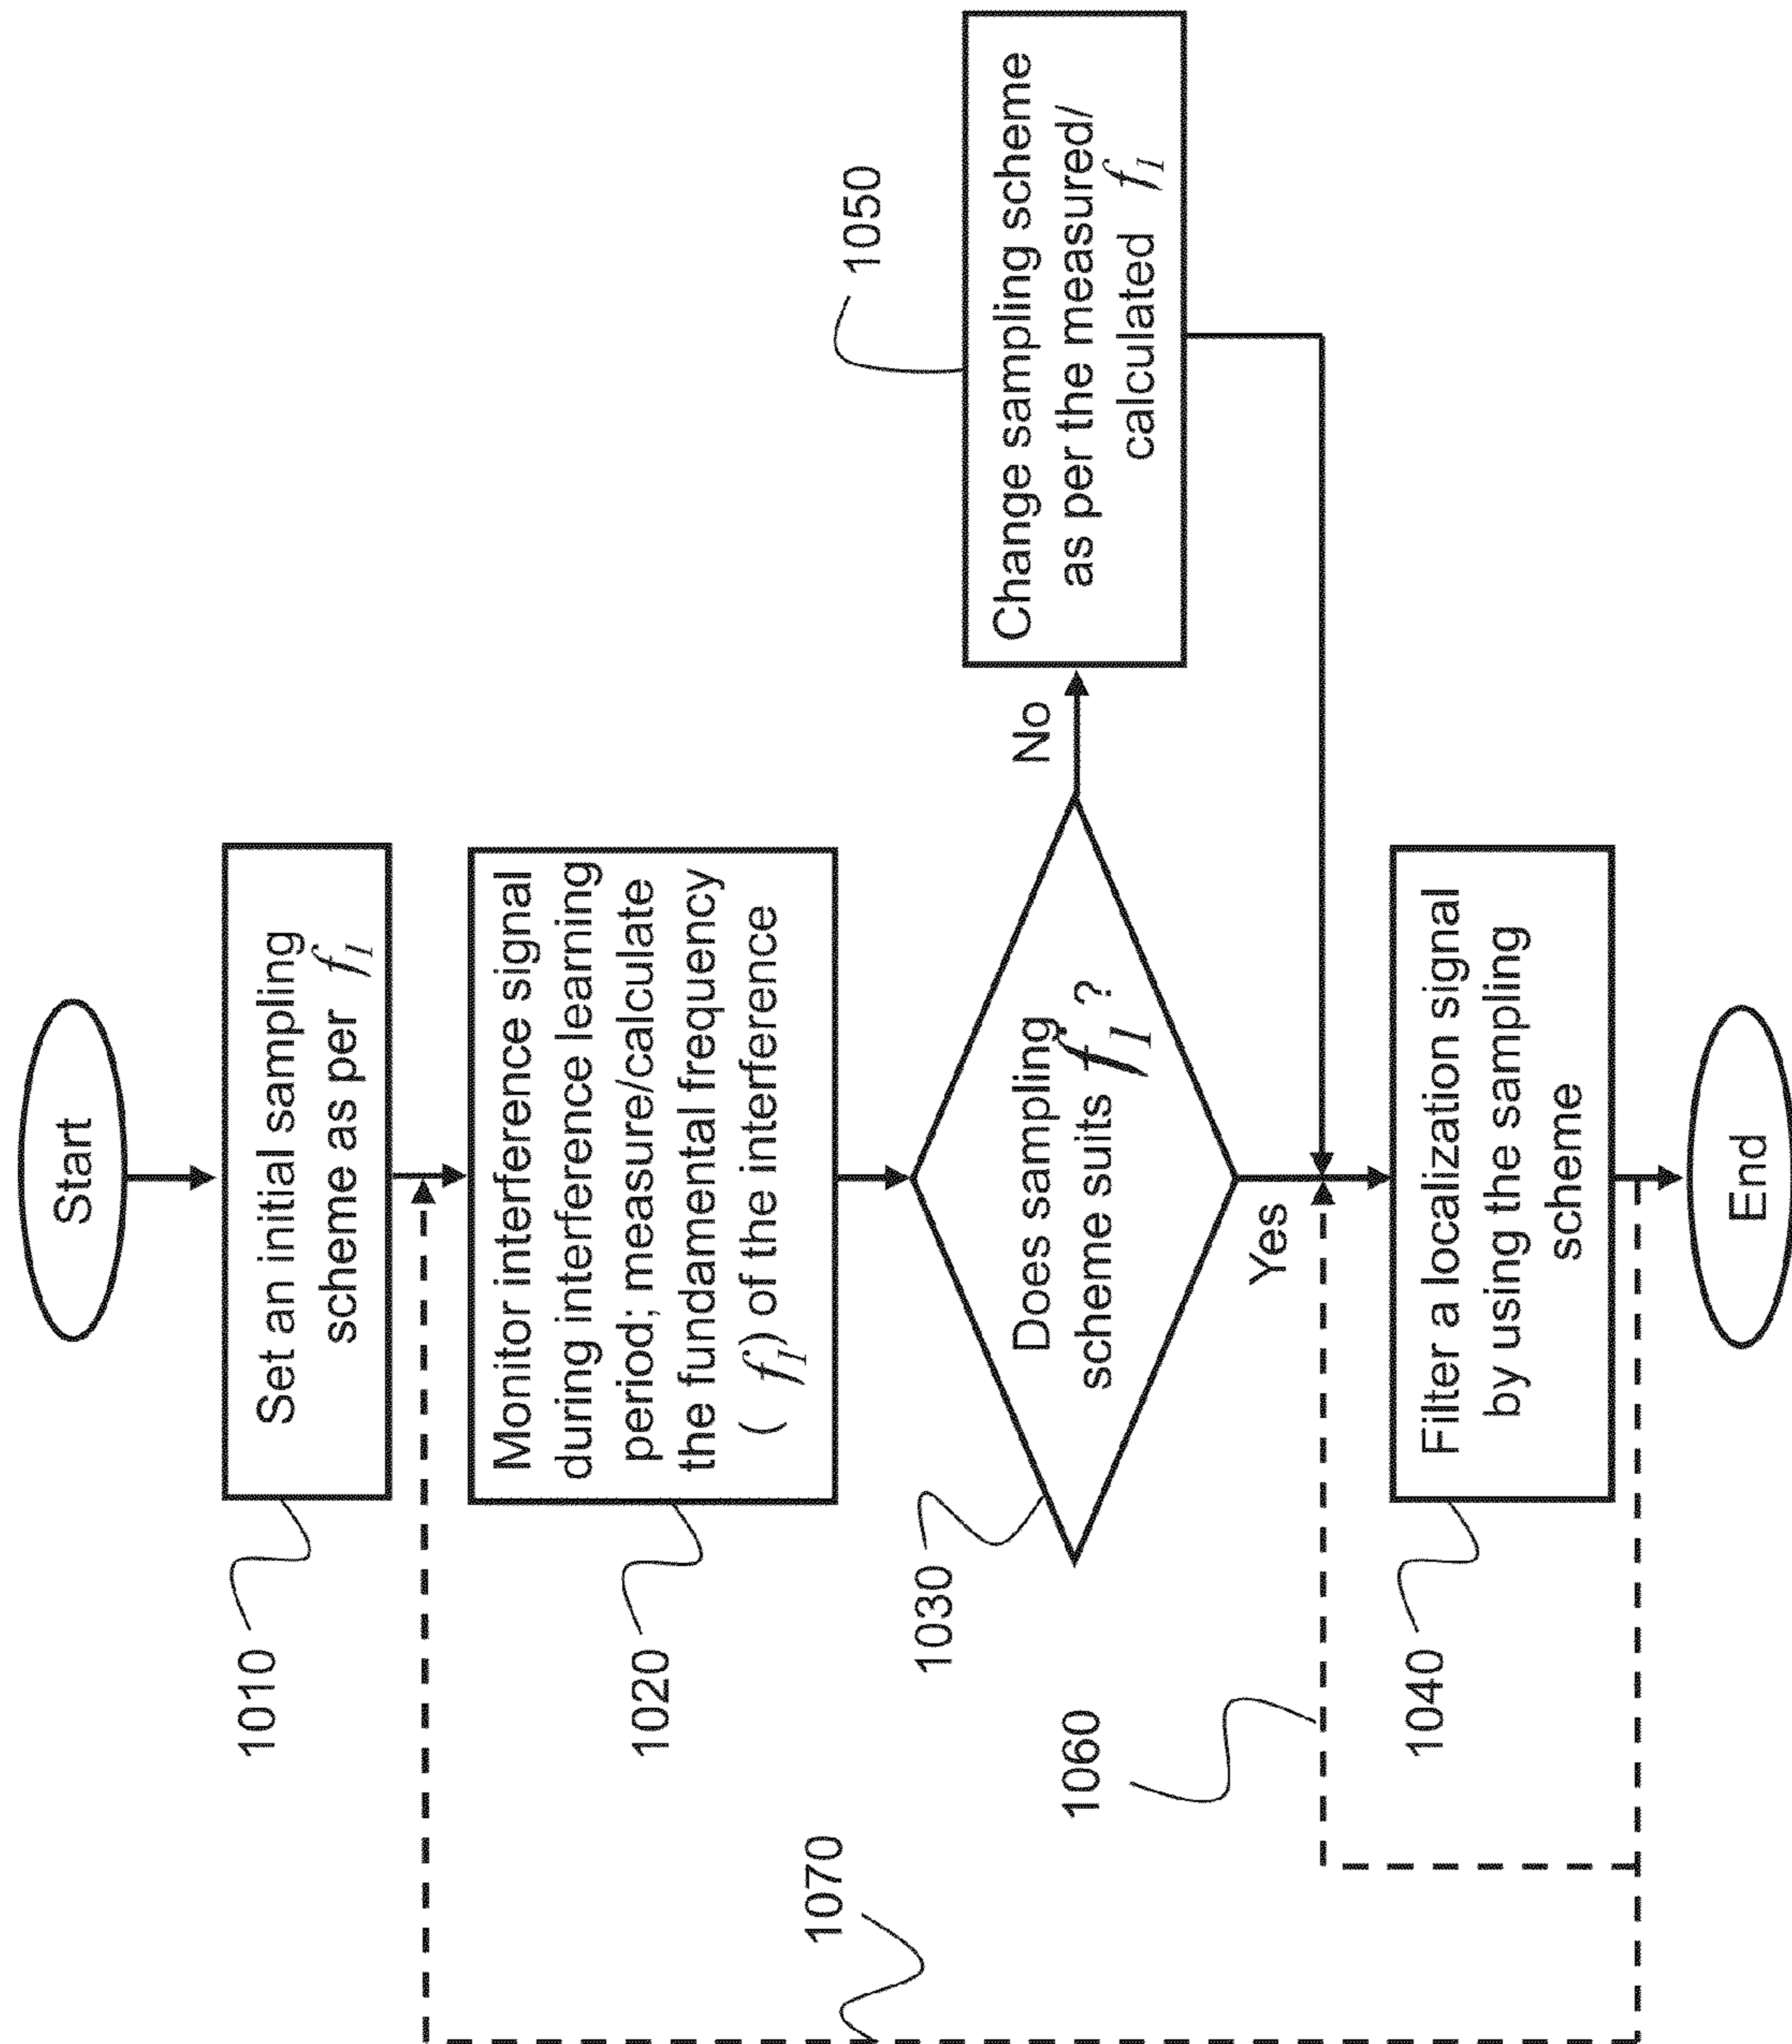 Start
1010
Set an initial sampling
scheme as per f_I
1020
Monitor interference signal
during interference learning
period; measure/calculate
the fundamental frequency
( f_I) of the interference
1030
Does sampling
scheme suits f_I ?
No
1050
Change sampling scheme
as per the measured/
calculated f_I
Yes
1060
1070
1040
Filter a localization signal
by using the sampling
scheme
End